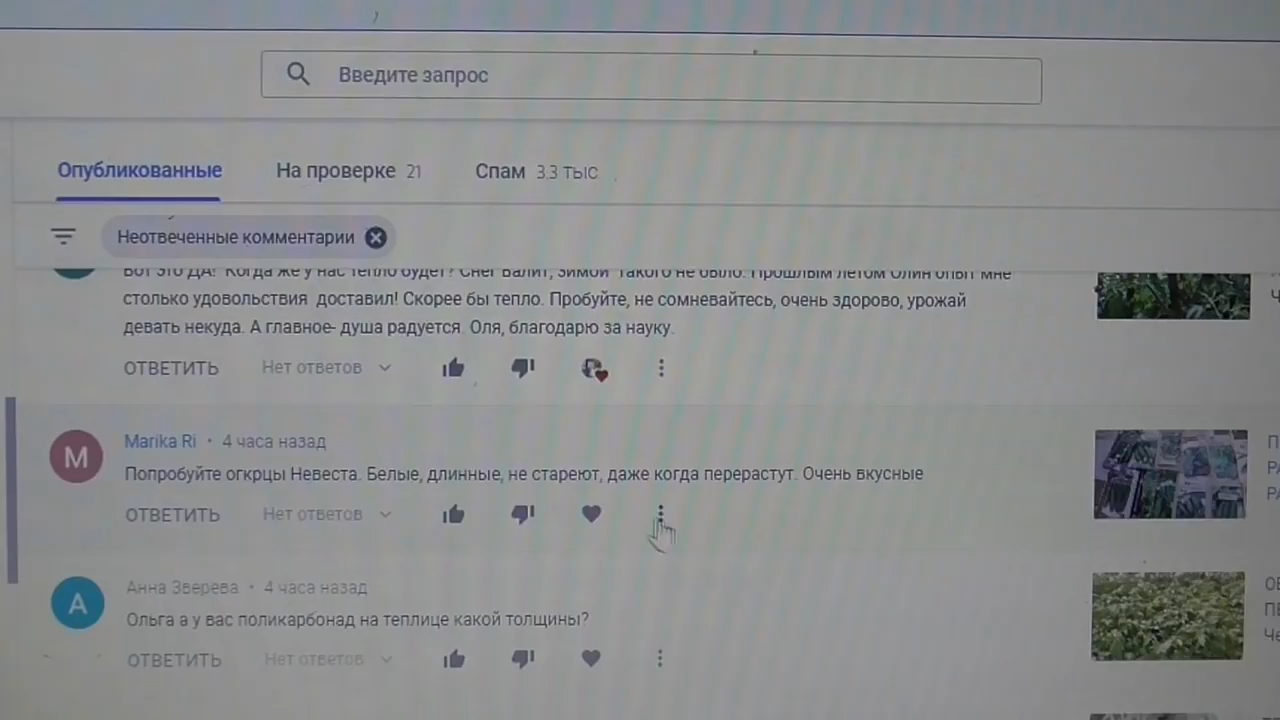 Введите запрос
Опубликованные На проверке 21 Спам 3,3 тыс
Неотвеченные комментарии
Вот это ДА! Когда же у нас тепло будет? Снег валит, зимой такого не было. Прошлым летом Олин опыт мне
столько удовольствия доставил! Скорее бы тепло. Пробуйте, не сомневайтесь, очень здорово, урожай
девать некуда. А главное- душа радуется. Оля, благодарю за науку.
ОТВЕТИТЬ Нет ответов
M
Marika Ri • 4 часа назад
Попробуйте огкрцы Невеста. Белые, длинные, не стареют, даже когда перерастут. Очень вкусные
ОТВЕТИТЬ Нет ответов
А
Анна Зверева • 4 часа назад
Ольга а у вас поликарбонад на теплице какой толщины?
ОТВЕТИТЬ Нет ответов